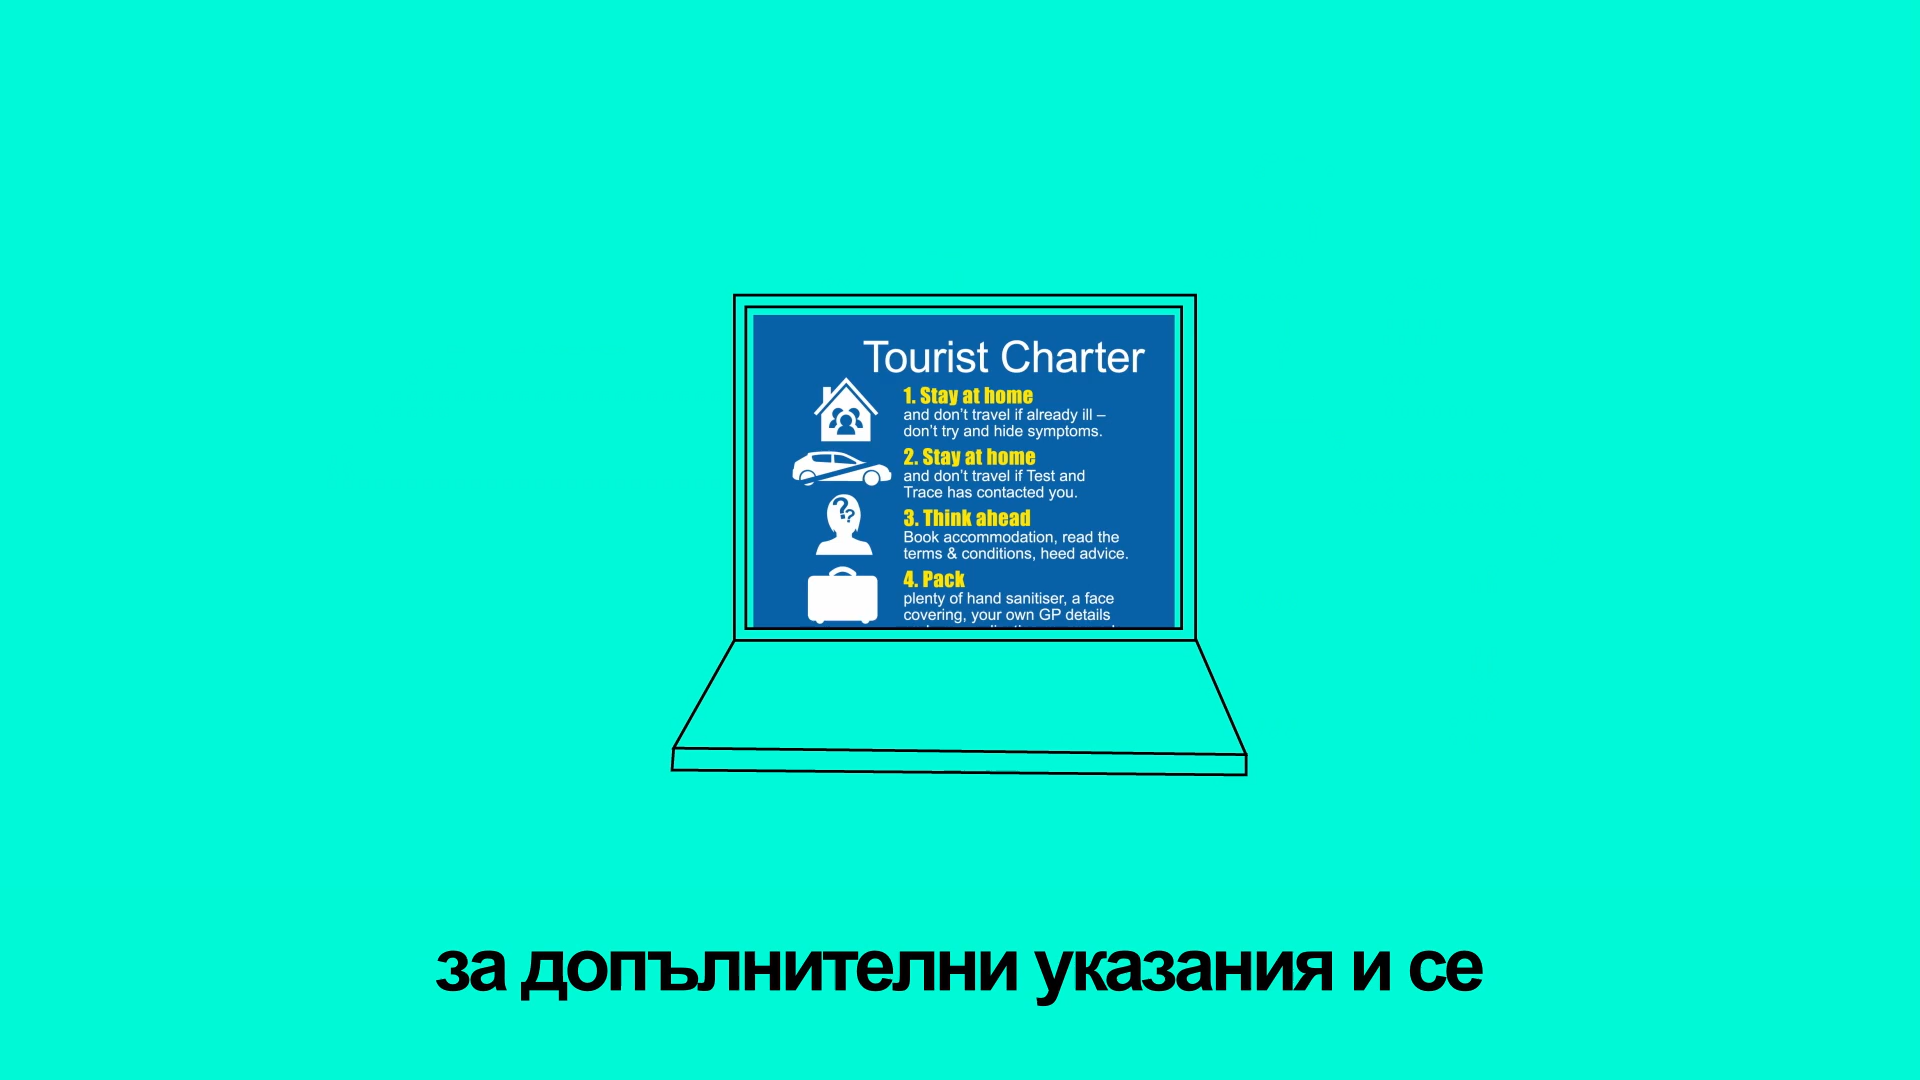 Tourist Charter
1. Stay at home
and don't travel if already ill –
don't try and hide symptoms.
2. Stay at home
and don't travel if Test and
Trace has contacted you.
3. Think ahead
Book accommodation, read the
terms & conditions, heed advice.
4. Pack
plenty of hand sanitiser, a face
covering, your own GP details
за допълнителни указания и се